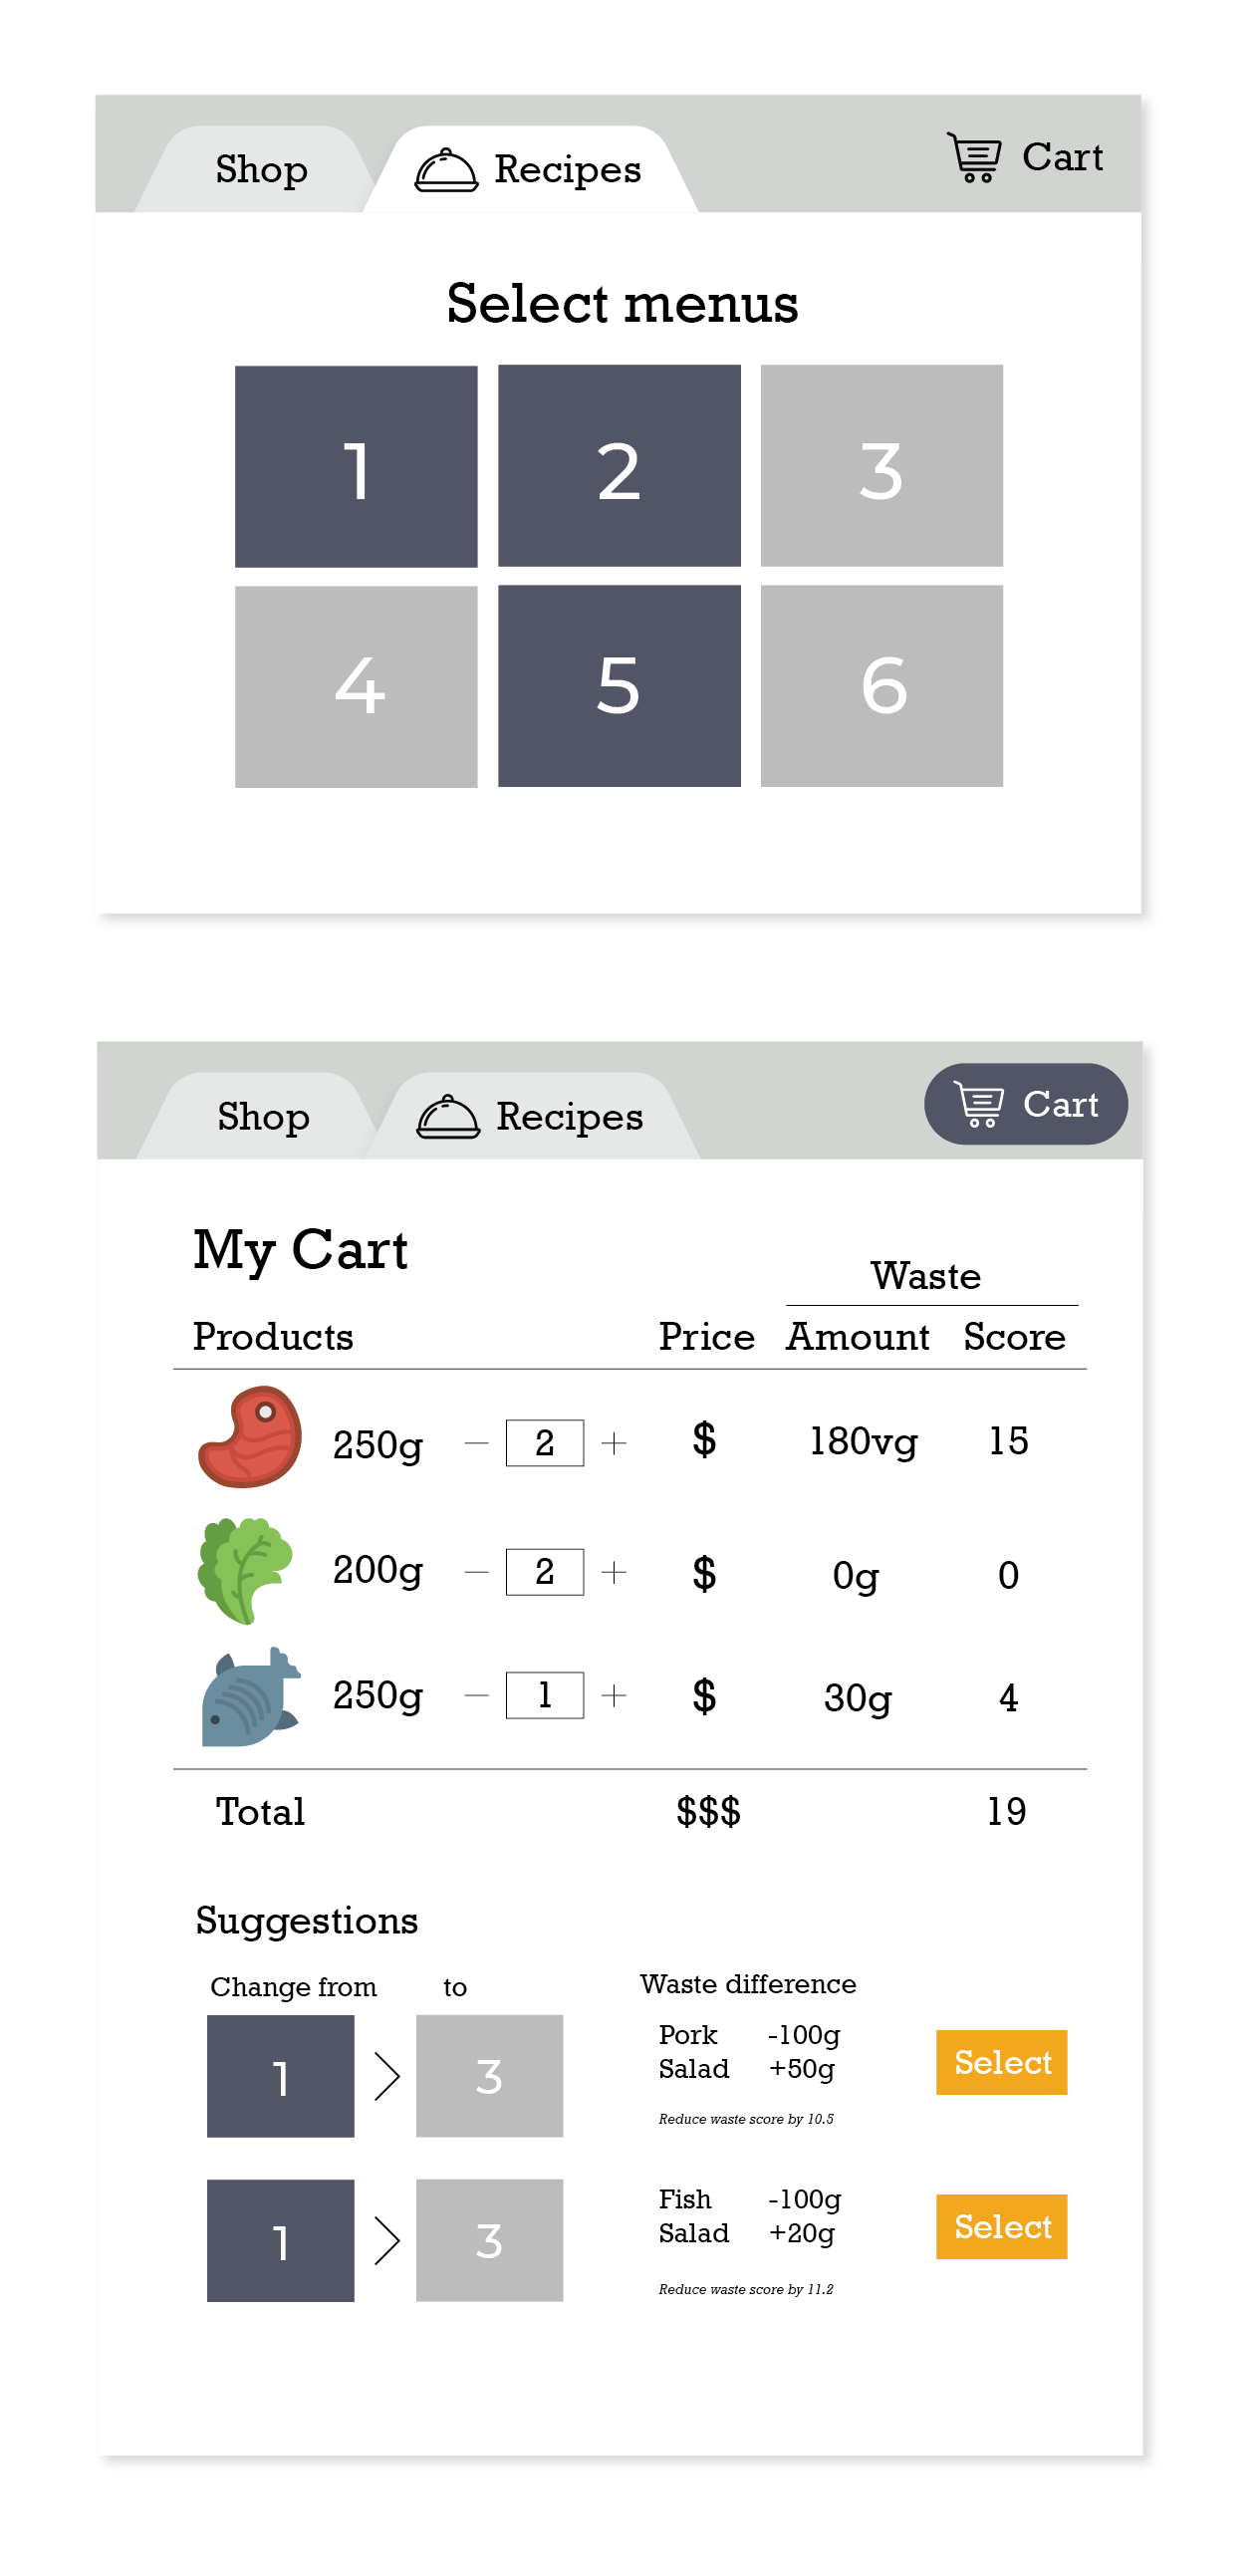 Shop
Recipes
Cart
Select menus
1 2 3
4 5 6
Shop
Recipes
Cart
My Cart
Waste
Products Price Amount Score
250g − 2 + $ 180vg 15
200g − 2 + $ 0g 0
250g − 1 + $ 30g 4
Total $$$ 19
Suggestions
Change from to Waste difference
1 > 3
Pork -100g
Salad +50g
Reduce waste score by 10.5
Select
1 > 3
Fish -100g
Salad +20g
Reduce waste score by 11.2
Select